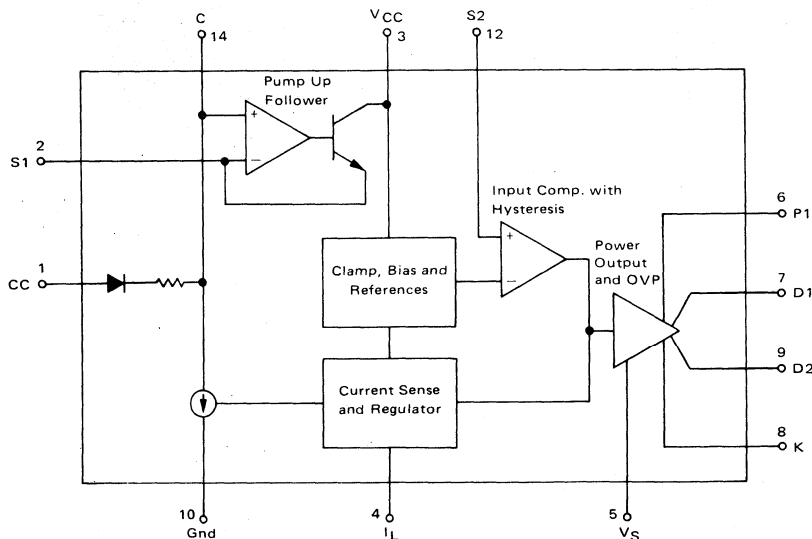 C
14
VCC
3
S2
12
Pump Up
Follower
2
S1
Input Comp. with
Hysteresis
6
P1
Power
Output
and OVP
1
CC
Clamp, Bias and
References
7
D1
9
D2
Current Sense
and Regulator
8
K
10
Gnd
4
IL
5
VS
+
−
+
−